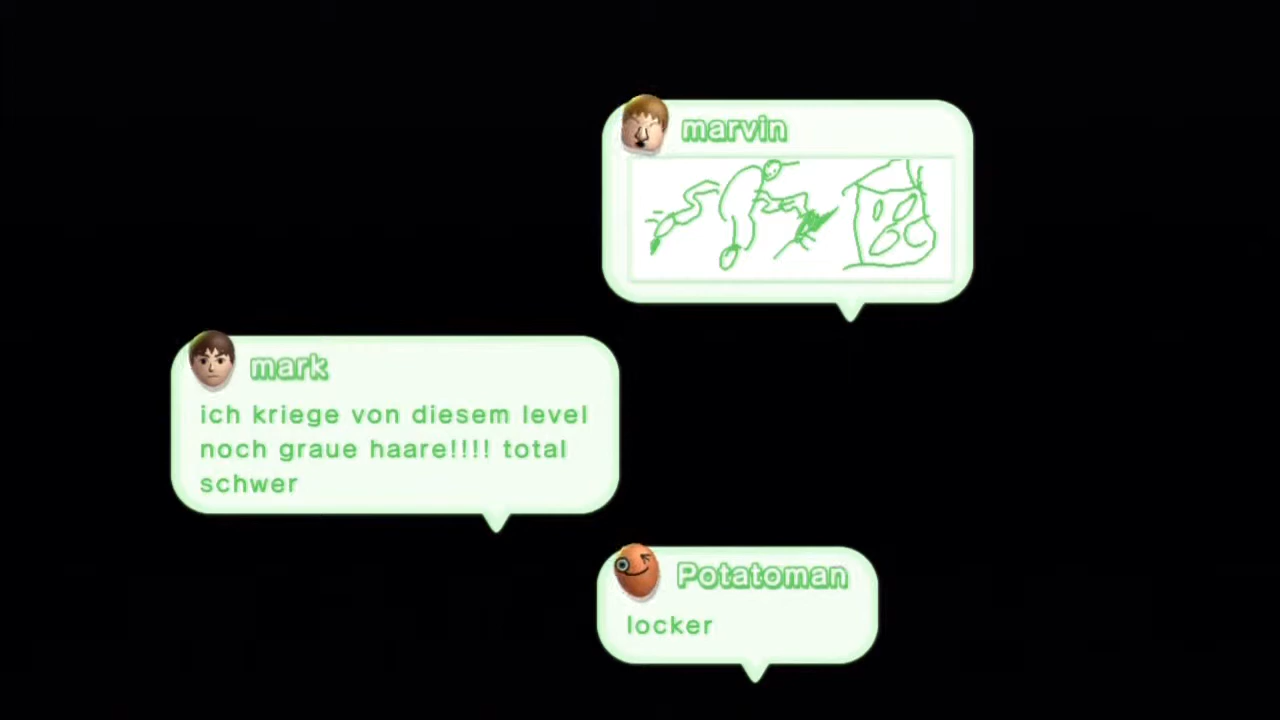 marvin
mark
ich kriege von diesem level
noch graue haare!!!! total
schwer
Potatoman
locker